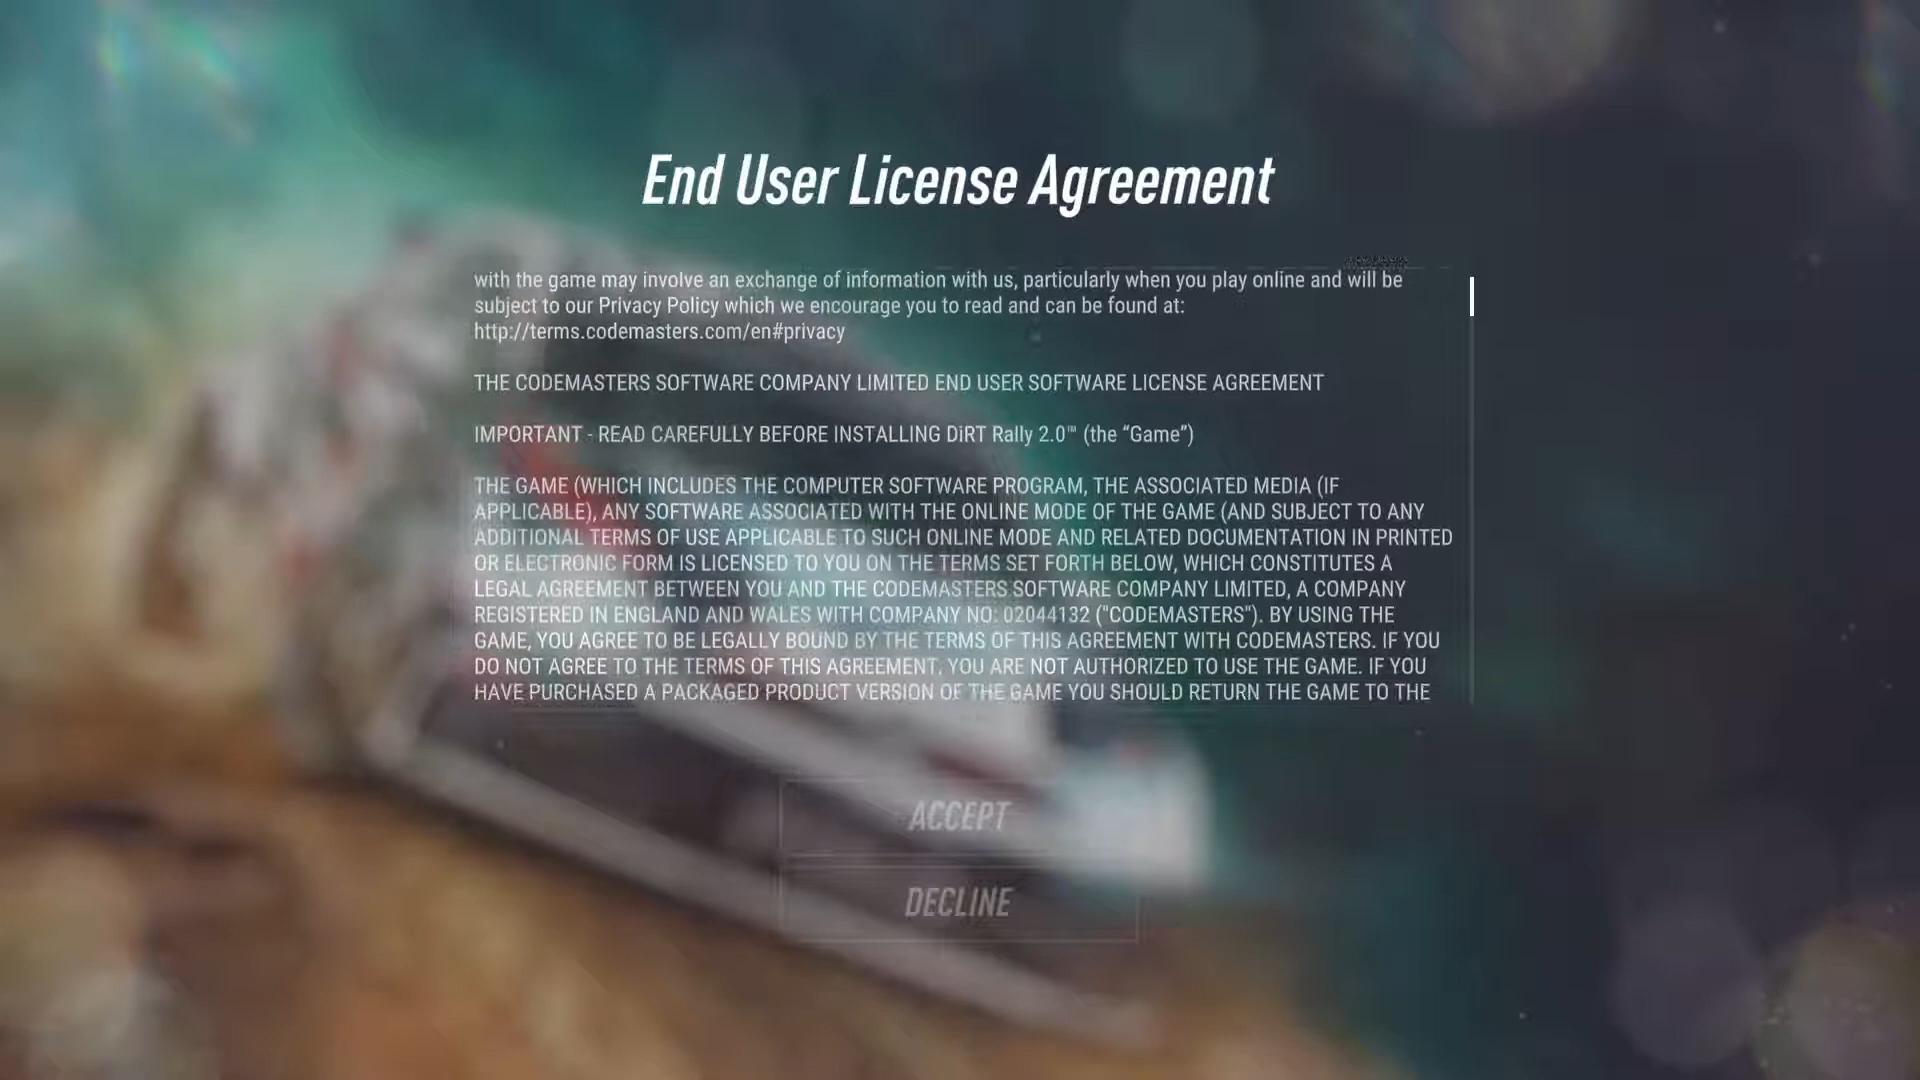 End User License Agreement
with the game may involve an exchange of information with us, particularly when you play online and will be
subject to our Privacy Policy which we encourage you to read and can be found at:
http://terms.codemasters.com/en#privacy
THE CODEMASTERS SOFTWARE COMPANY LIMITED END USER SOFTWARE LICENSE AGREEMENT
IMPORTANT - READ CAREFULLY BEFORE INSTALLING DiRT Rally 2.0™ (the “Game”)
THE GAME (WHICH INCLUDES THE COMPUTER SOFTWARE PROGRAM, THE ASSOCIATED MEDIA (IF
APPLICABLE), ANY SOFTWARE ASSOCIATED WITH THE ONLINE MODE OF THE GAME (AND SUBJECT TO ANY
ADDITIONAL TERMS OF USE APPLICABLE TO SUCH ONLINE MODE AND RELATED DOCUMENTATION IN PRINTED
OR ELECTRONIC FORM IS LICENSED TO YOU ON THE TERMS SET FORTH BELOW, WHICH CONSTITUTES A
LEGAL AGREEMENT BETWEEN YOU AND THE CODEMASTERS SOFTWARE COMPANY LIMITED, A COMPANY
REGISTERED IN ENGLAND AND WALES WITH COMPANY NO: 02044132 ("CODEMASTERS"). BY USING THE
GAME, YOU AGREE TO BE LEGALLY BOUND BY THE TERMS OF THIS AGREEMENT WITH CODEMASTERS. IF YOU
DO NOT AGREE TO THE TERMS OF THIS AGREEMENT, YOU ARE NOT AUTHORIZED TO USE THE GAME. IF YOU
HAVE PURCHASED A PACKAGED PRODUCT VERSION OF THE GAME YOU SHOULD RETURN THE GAME TO THE
ACCEPT
DECLINE